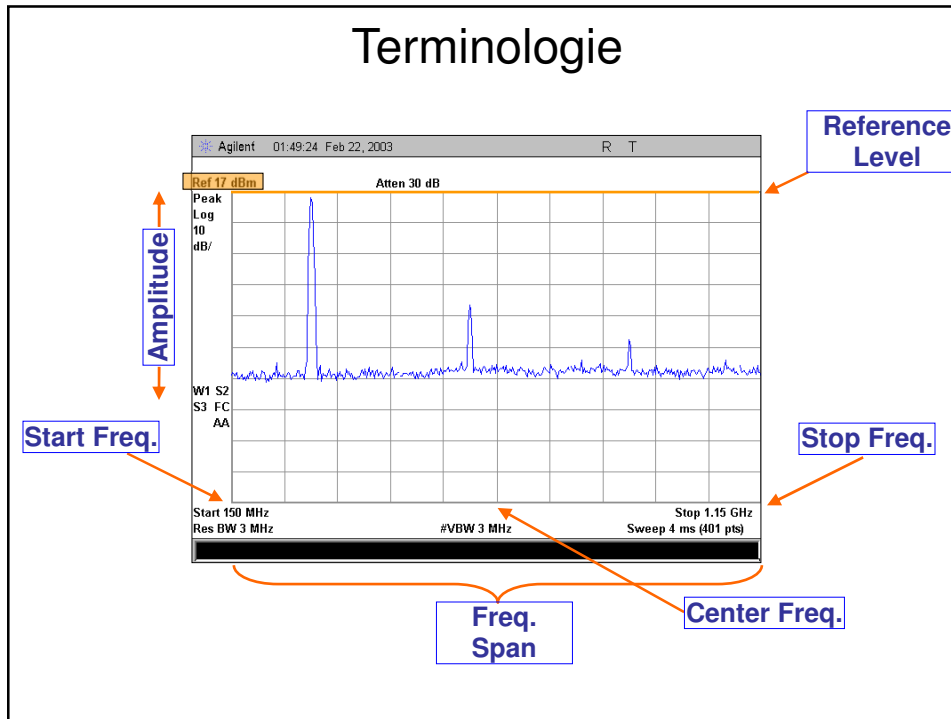 Terminologie
Reference
Level
Agilent 01:49:24 Feb 22, 2003 R T
Ref 17 dBm Atten 30 dB
Peak
Log
10
dB/
Amplitude
W1 S2
S3 FC
AA
Start Freq.
Stop Freq.
Start 150 MHz Stop 1.15 GHz
Res BW 3 MHz #VBW 3 MHz Sweep 4 ms (401 pts)
Freq.
Span
Center Freq.